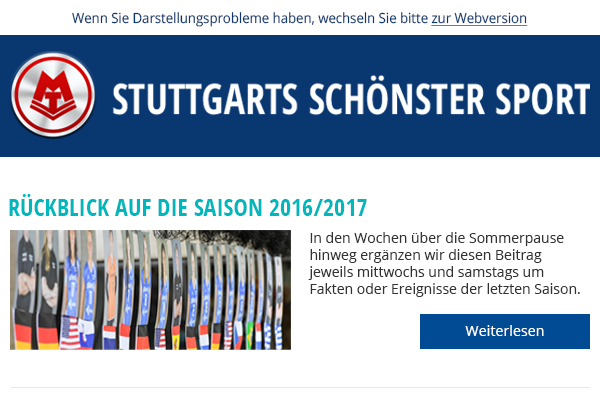 Wenn Sie Darstellungsprobleme haben, wechseln Sie bitte zur Webversion
STUTTGARTS SCHÖNSTER SPORT
RÜCKBLICK AUF DIE SAISON 2016/2017
In den Wochen über die Sommerpause
hinweg ergänzen wir diesen Beitrag
jeweils mittwochs und samstags um
Fakten oder Ereignisse der letzten Saison.
Weiterlesen